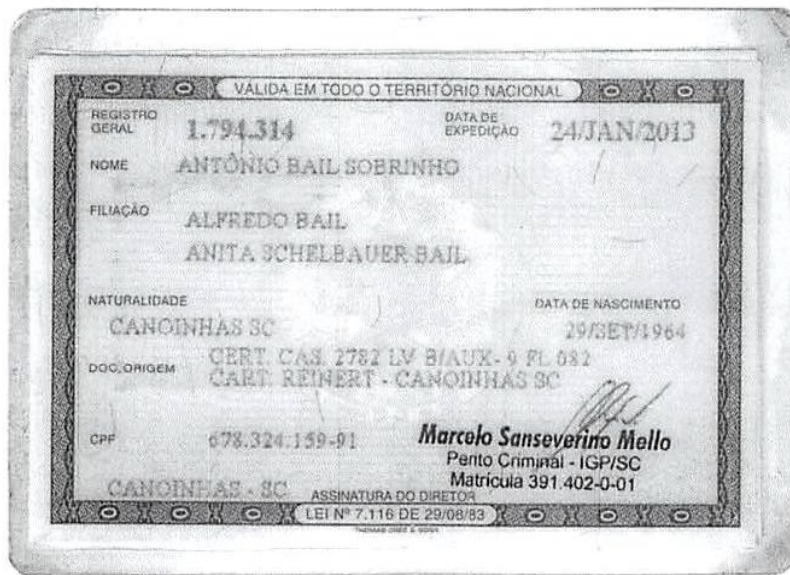 VÁLIDA EM TODO O TERRITÓRIO NACIONAL
REGISTRO GERAL 1.794.314 DATA DE EXPEDIÇÃO 24/JAN/2013
NOME ANTÔNIO BAIL SOBRINHO
FILIAÇÃO ALFREDO BAIL
ANITA SCHELBAUER BAIL
NATURALIDADE DATA DE NASCIMENTO
CANOINHAS SC 29/SET/1964
DOC. ORIGEM CERT. CAS. 2782 LV B/AUX- 9 FL 082
CART. REINERT - CANOINHAS SC
CPF 678.324.159-91 Marcelo Sanseverino Mello
Perito Criminal - IGP/SC
Matrícula 391.402-0-01
CANOINHAS - SC
ASSINATURA DO DIRETOR
LEI Nº 7.116 DE 29/08/83